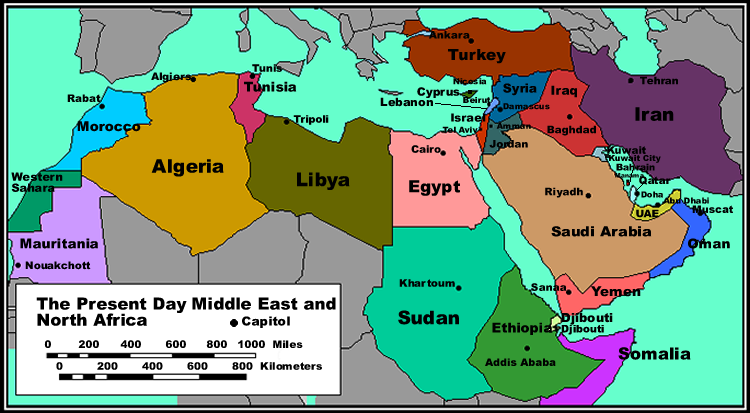 Ankara
Turkey
Tunis
Algiers
Tunisia
Nicosia
Cyprus
Beirut
Lebanon
Syria
Damascus
Iraq
Tehran
Iran
Rabat
Morocco
Tripoli
Israel
Tel Aviv
Amman
Jordan
Baghdad
Cairo
Kuwait
Kuwait City
Bahrain
Manama
Qatar
Doha
Abu Dhabi
UAE
Muscat
Oman
Western
Sahara
Algeria
Libya
Egypt
Riyadh
Saudi Arabia
Mauritania
Nouakchott
Khartoum
Sudan
Sanaa
Yemen
Djibouti
Djibouti
Ethiopia
Addis Ababa
Somalia
The Present Day Middle East and
North Africa
Capitol
0 200 400 600 800 1000 Miles
0 200 400 600 800 Kilometers